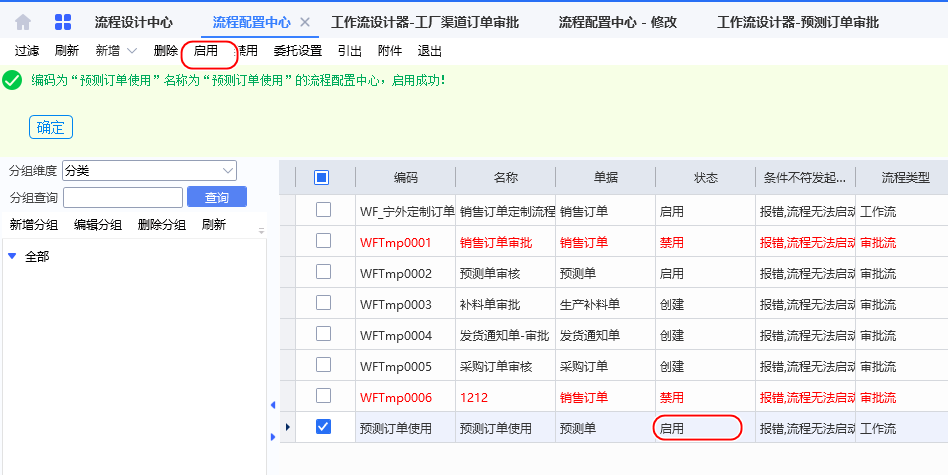 流程设计中心 流程配置中心 工作流设计器-工厂渠道订单审批 流程配置中心 - 修改 工作流设计器-预测订单审批
过滤 刷新 新增 删除 启用 禁用 委托设置 引出 附件 退出
编码为“预测订单使用”名称为“预测订单使用”的流程配置中心，启用成功！
确定
分组维度 分类
分组查询 查询
新增分组 编辑分组 删除分组 刷新
全部
编码 名称 单据 状态 条件不符发起... 流程类型
WF_宁外定制订单 销售订单定制流程 销售订单 启用 报错,流程无法启动 工作流
WFTmp0001 销售订单审批 销售订单 禁用 报错,流程无法启动 审批流
WFTmp0002 预测单审核 预测单 启用 报错,流程无法启动 审批流
WFTmp0003 补料单审批 生产补料单 创建 报错,流程无法启动 审批流
WFTmp0004 发货通知单-审批 发货通知单 创建 报错,流程无法启动 审批流
WFTmp0005 采购订单审核 采购订单 创建 报错,流程无法启动 审批流
WFTmp0006 1212 销售订单 禁用 报错,流程无法启动 审批流
预测订单使用 预测订单使用 预测单 启用 报错,流程无法启动 工作流